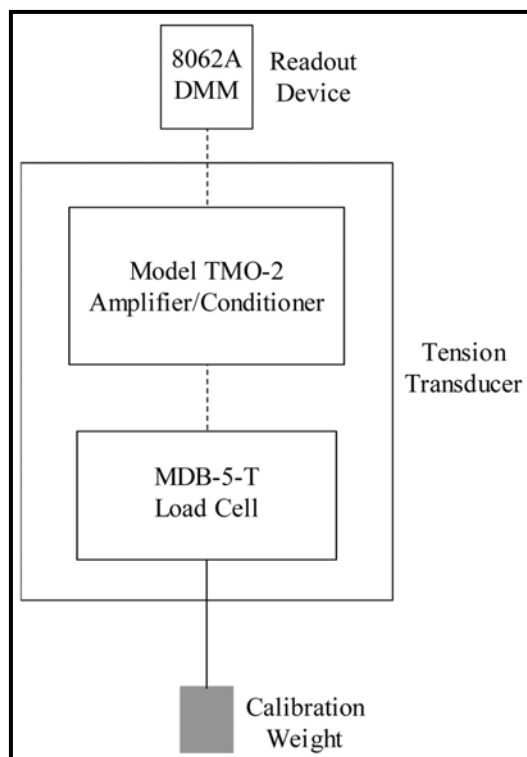 8062A
DMM
Readout
Device
Model TMO-2
Amplifier/Conditioner
Tension
Transducer
MDB-5-T
Load Cell
Calibration
Weight